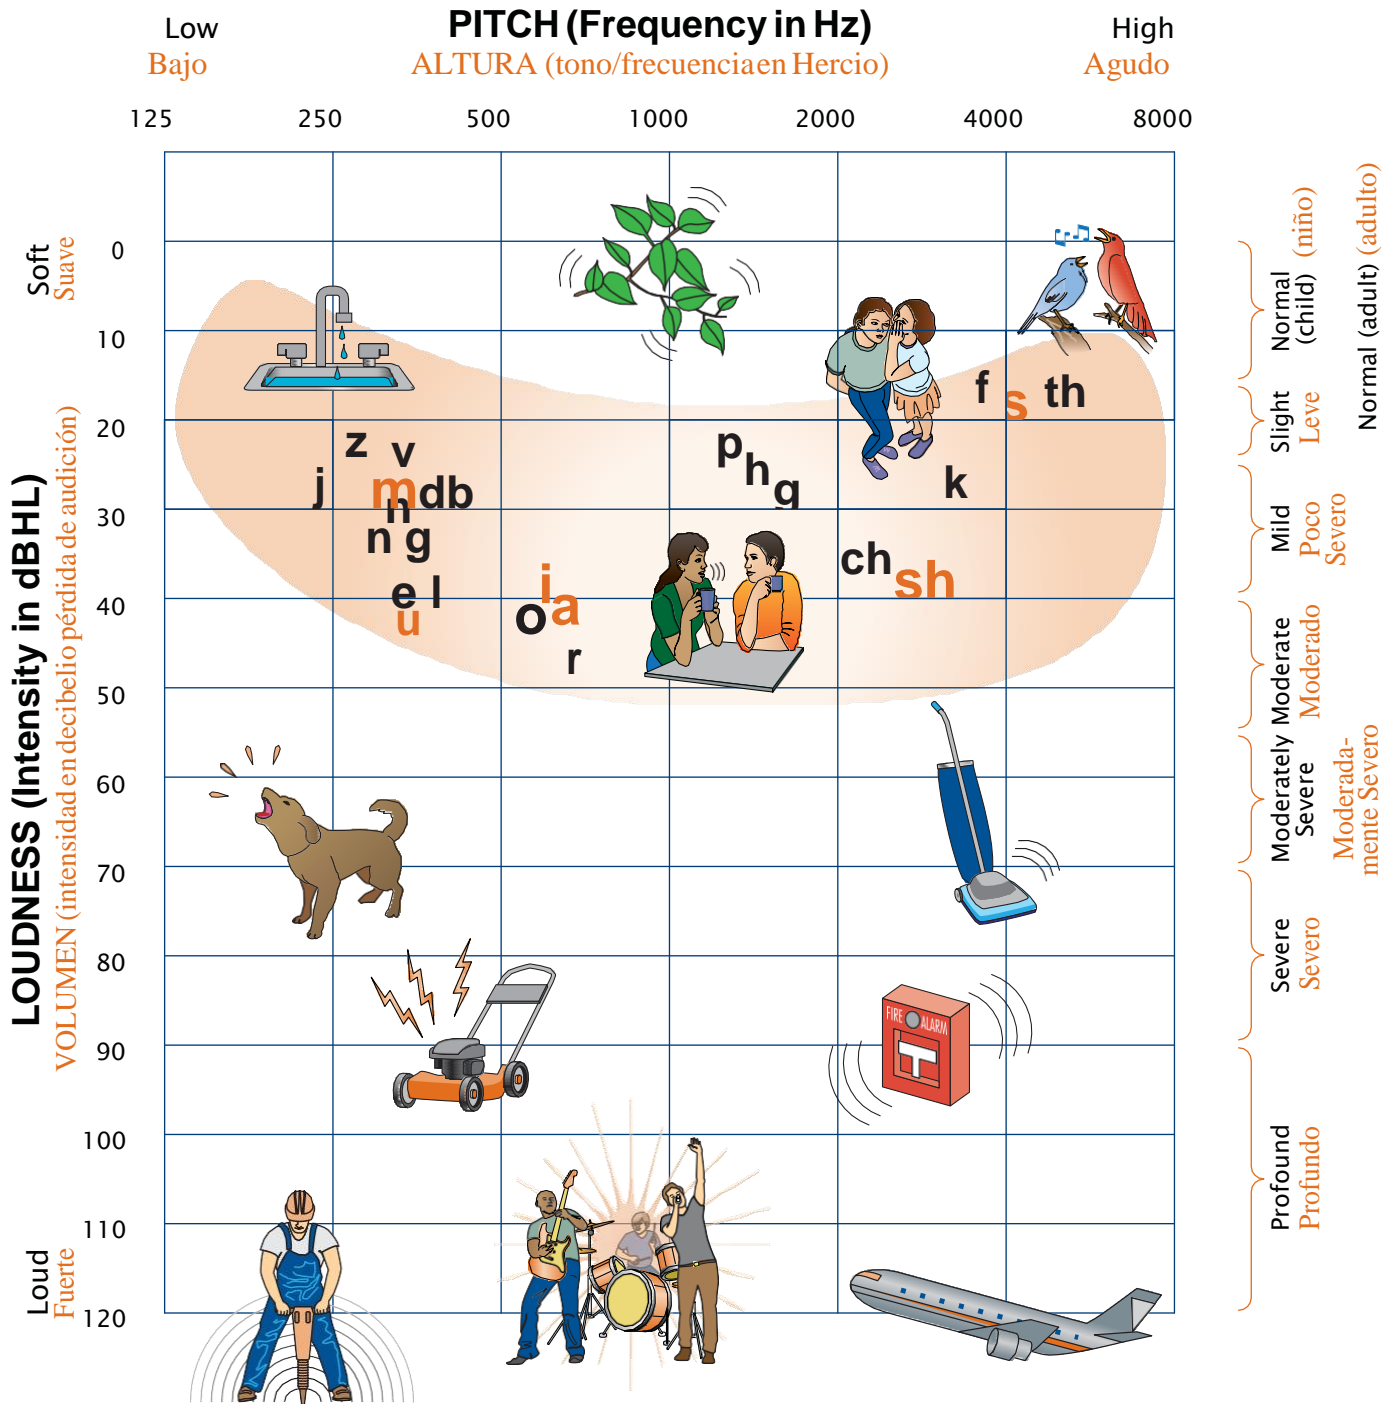 Low PITCH (Frequency in Hz) High
Bajo ALTURA (tono/frecuencia en Hercio) Agudo
125 250 500 1000 2000 4000 8000
Soft
Suave
LOUDNESS (Intensity in dB HL)
VOLUMEN (intensidad en decibelio pérdida de audición)
Loud
Fuerte
0
10
20
30
40
50
60
70
80
90
100
110
120
f s th
z v
p
h
g
j m d b
n
k
n g
ch
sh
e l
u
i
o a
r
FIRE ALARM
Normal
(child) (niño)
Normal (adult) (adulto)
Slight
Leve
Mild
Poco
Severo
Moderate
Moderado
Moderately
Severe
Moderada-
mente Severo
Severe
Severo
Profound
Profundo